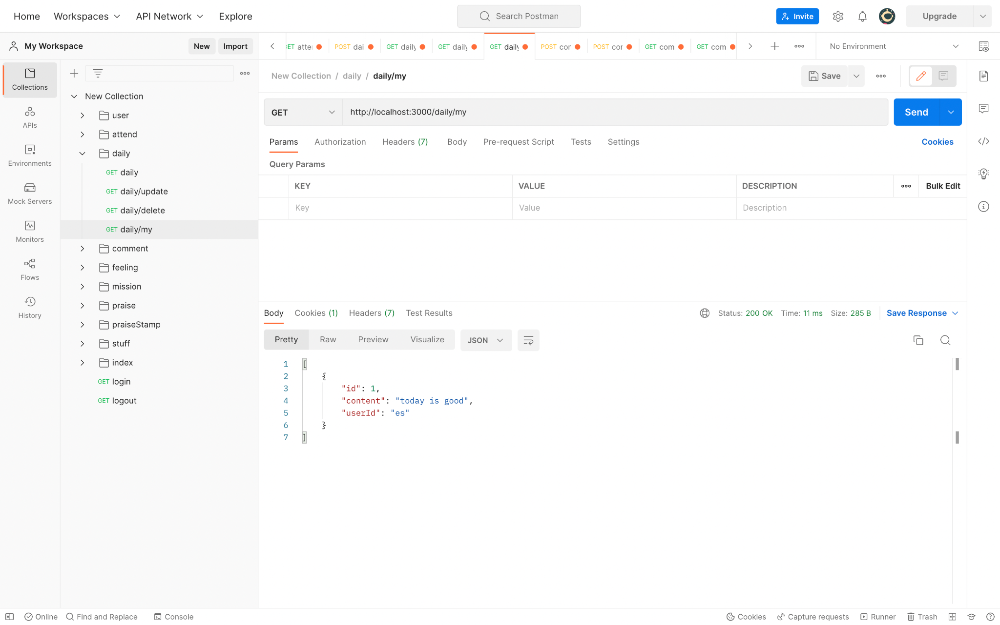 Home Workspaces API Network Explore Search Postman Invite Upgrade
My Workspace New Import
GET atte POST dai GET daily GET daily GET daily POST cor POST cor GET com GET com No Environment
Collections
APIs
Environments
Mock Servers
Monitors
Flows
History
New Collection
user
attend
daily
GET daily
GET daily/update
GET daily/delete
GET daily/my
comment
feeling
mission
praise
praiseStamp
stuff
index
GET login
GET logout
New Collection / daily / daily/my Save
GET http://localhost:3000/daily/my Send
Params Authorization Headers (7) Body Pre-request Script Tests Settings Cookies
Query Params
KEY VALUE DESCRIPTION Bulk Edit
Key Value Description
Body Cookies (1) Headers (7) Test Results Status: 200 OK Time: 11 ms Size: 285 B Save Response
Pretty Raw Preview Visualize JSON
1 [
2 {
3 "id": 1,
4 "content": "today is good",
5 "userId": "es"
6 }
7 ]
Online Find and Replace Console Cookies Capture requests Runner Trash